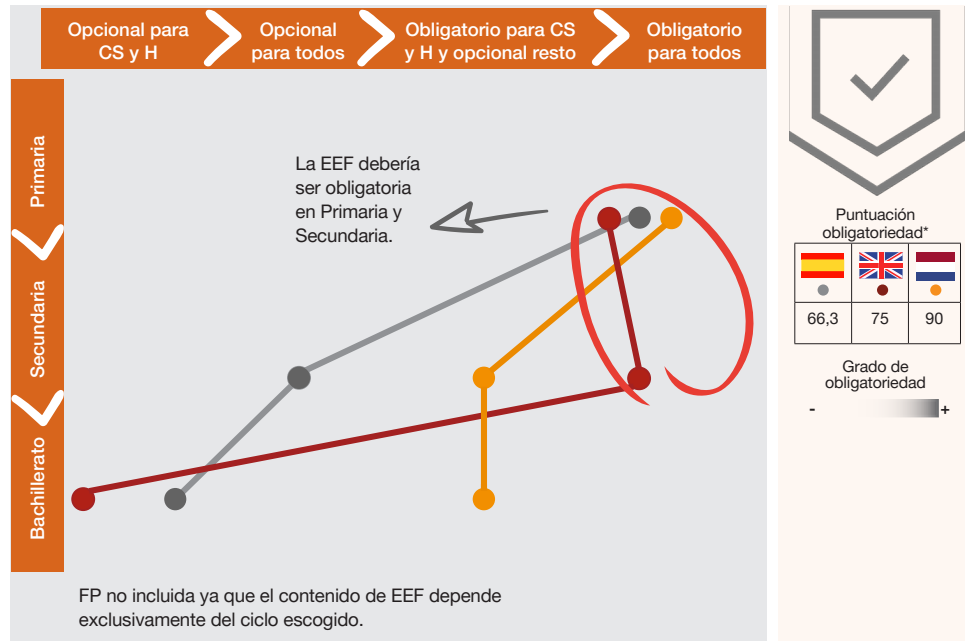 Opcional para
CS y H
Opcional
para todos
Obligatorio para CS
y H y opcional resto
Obligatorio
para todos
Primaria
Secundaria
Bachillerato
La EEF debería
ser obligatoria
en Primaria y
Secundaria.
FP no incluida ya que el contenido de EEF depende
exclusivamente del ciclo escogido.
Puntuación
obligatoriedad*
66,3 75 90
Grado de
obligatoriedad
- +